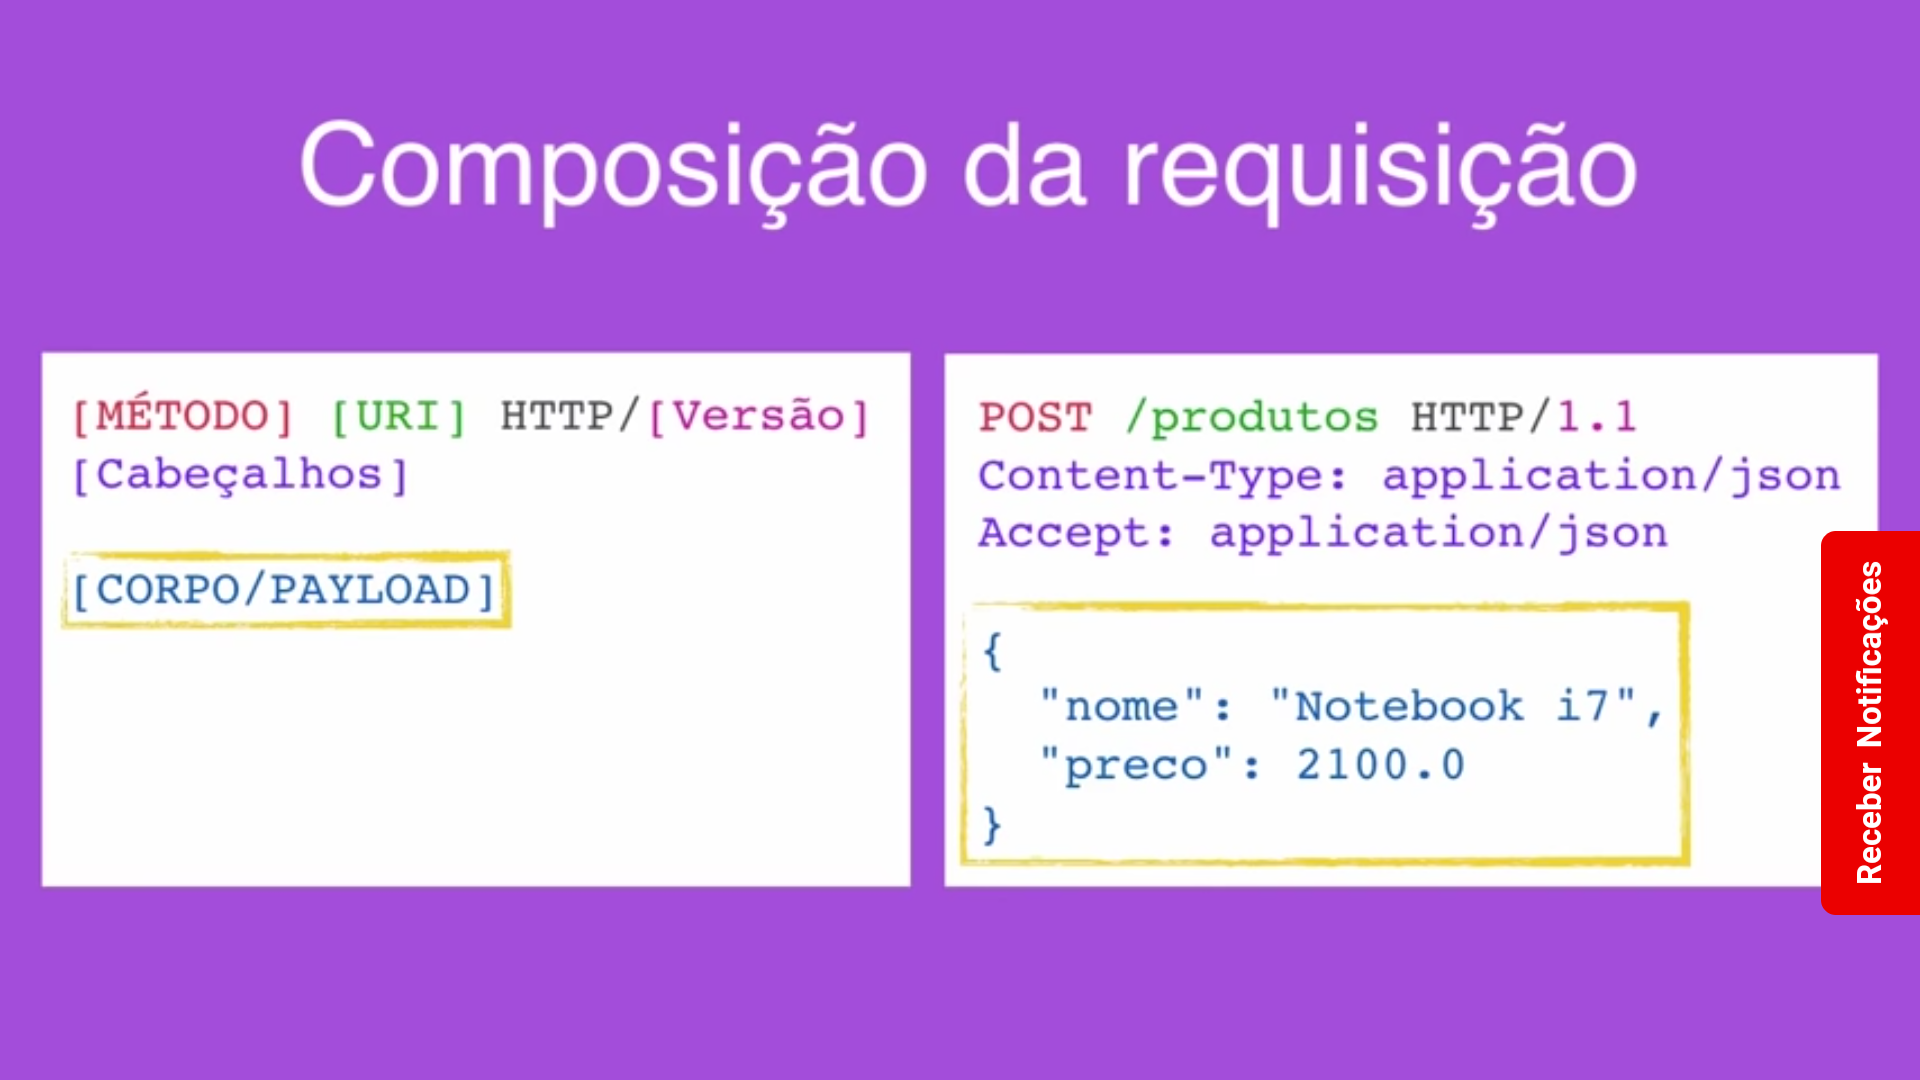 Composição da requisição
[MÉTODO] [URI] HTTP/[Versão]
[Cabeçalhos]
[CORPO/PAYLOAD]
POST /produtos HTTP/1.1
Content-Type: application/json
Accept: application/json
{
"nome": "Notebook i7",
"preco": 2100.0
}
Receber Notificações